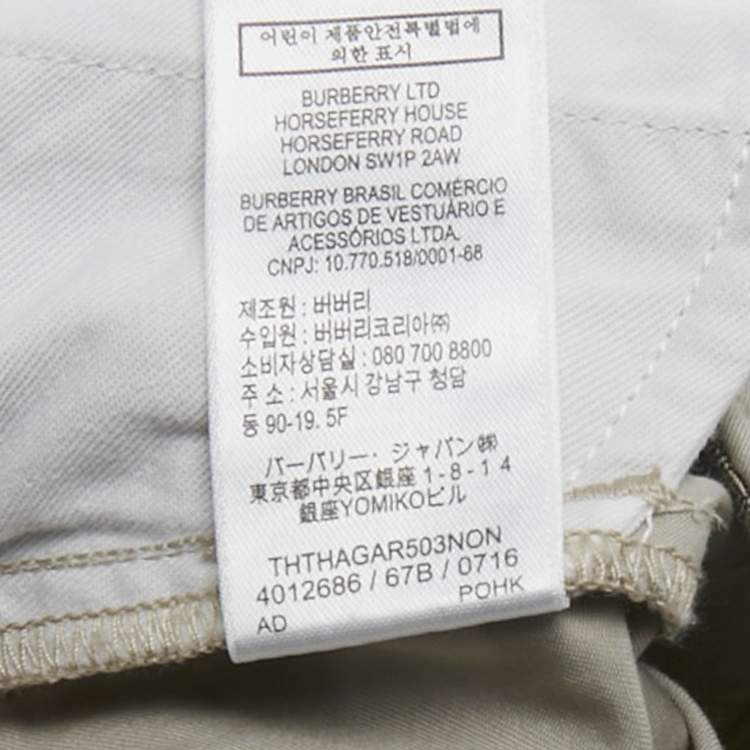 어린이 제품안전특별법에
의한 표시
BURBERRY LTD
HORSEFERRY HOUSE
HORSEFERRY ROAD
LONDON SW1P 2AW
BURBERRY BRASIL COMÉRCIO
DE ARTIGOS DE VESTUÁRIO E
ACESSÓRIOS LTDA.
CNPJ: 10.770.518/0001-68
제조원 : 버버리
수입원 : 버버리코리아㈜
소비자상담실 : 080 700 8800
주 소 : 서울시 강남구 청담
동 90-19. 5F
バーバリー・ジャパン㈱
東京都中央区銀座 1-8-14
銀座YOMIKOビル
THTHAGAR503NON
4012686 / 67B / 0716
POHK
AD